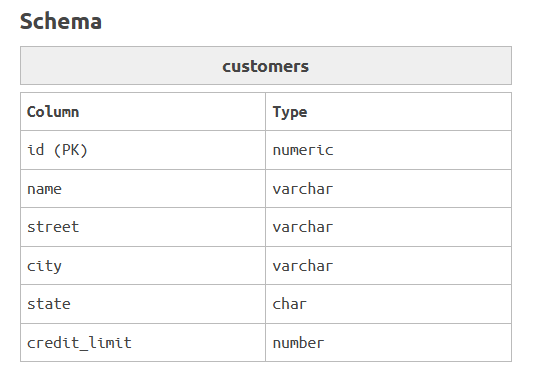 Schema
customers
Column Type
id (PK) numeric
name varchar
street varchar
city varchar
state char
credit_limit number